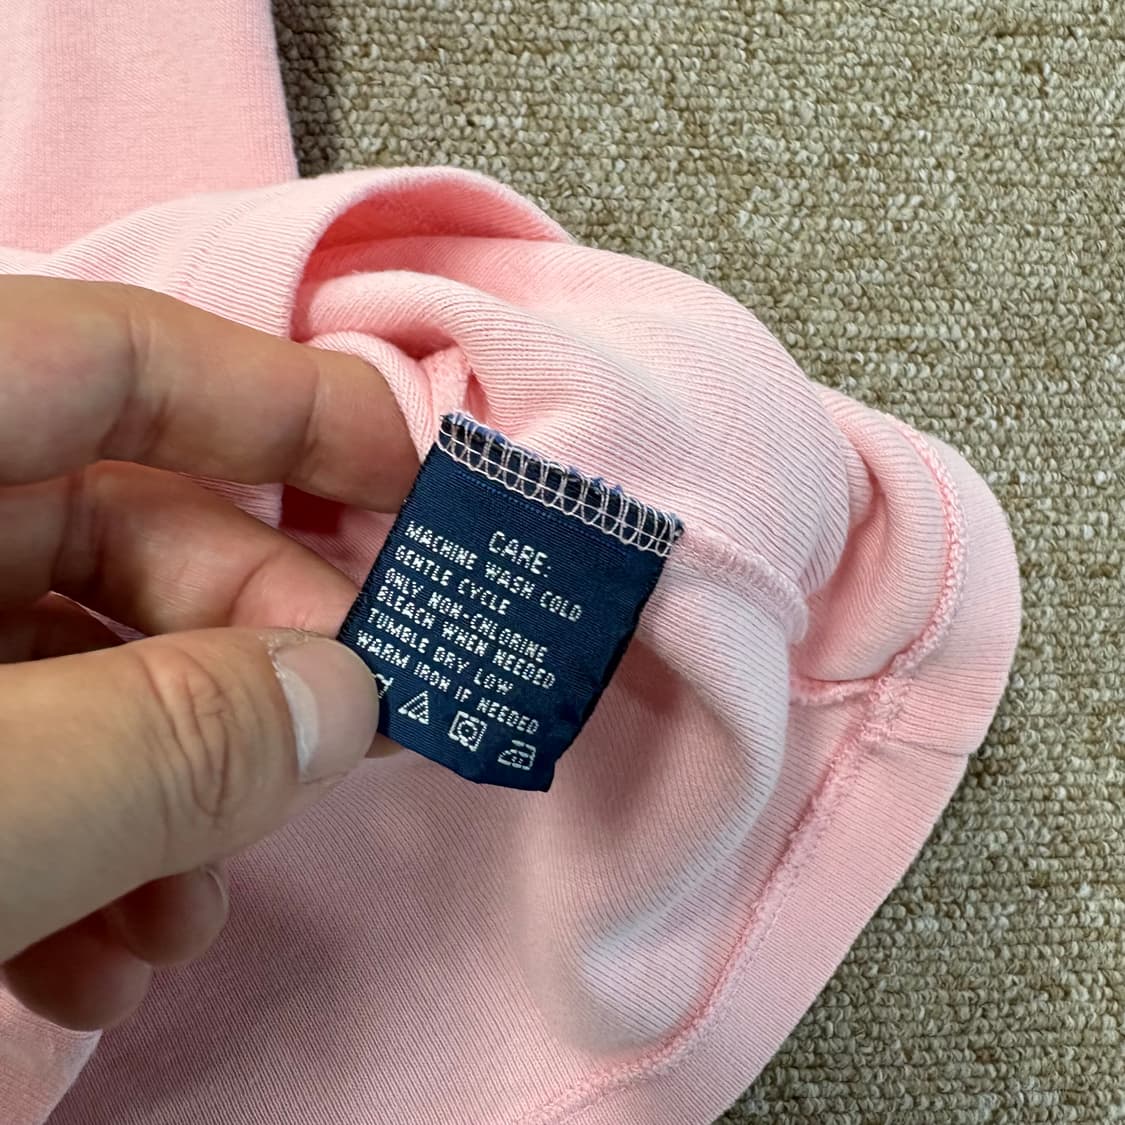 CARE:
MACHINE WASH COLD
GENTLE CYCLE
ONLY NON-CHLORINE
BLEACH WHEN NEEDED
TUMBLE DRY LOW
WARM IRON IF NEEDED